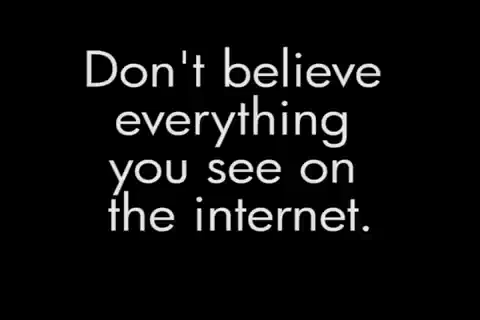 Don't believe
everything
you see on
the internet.